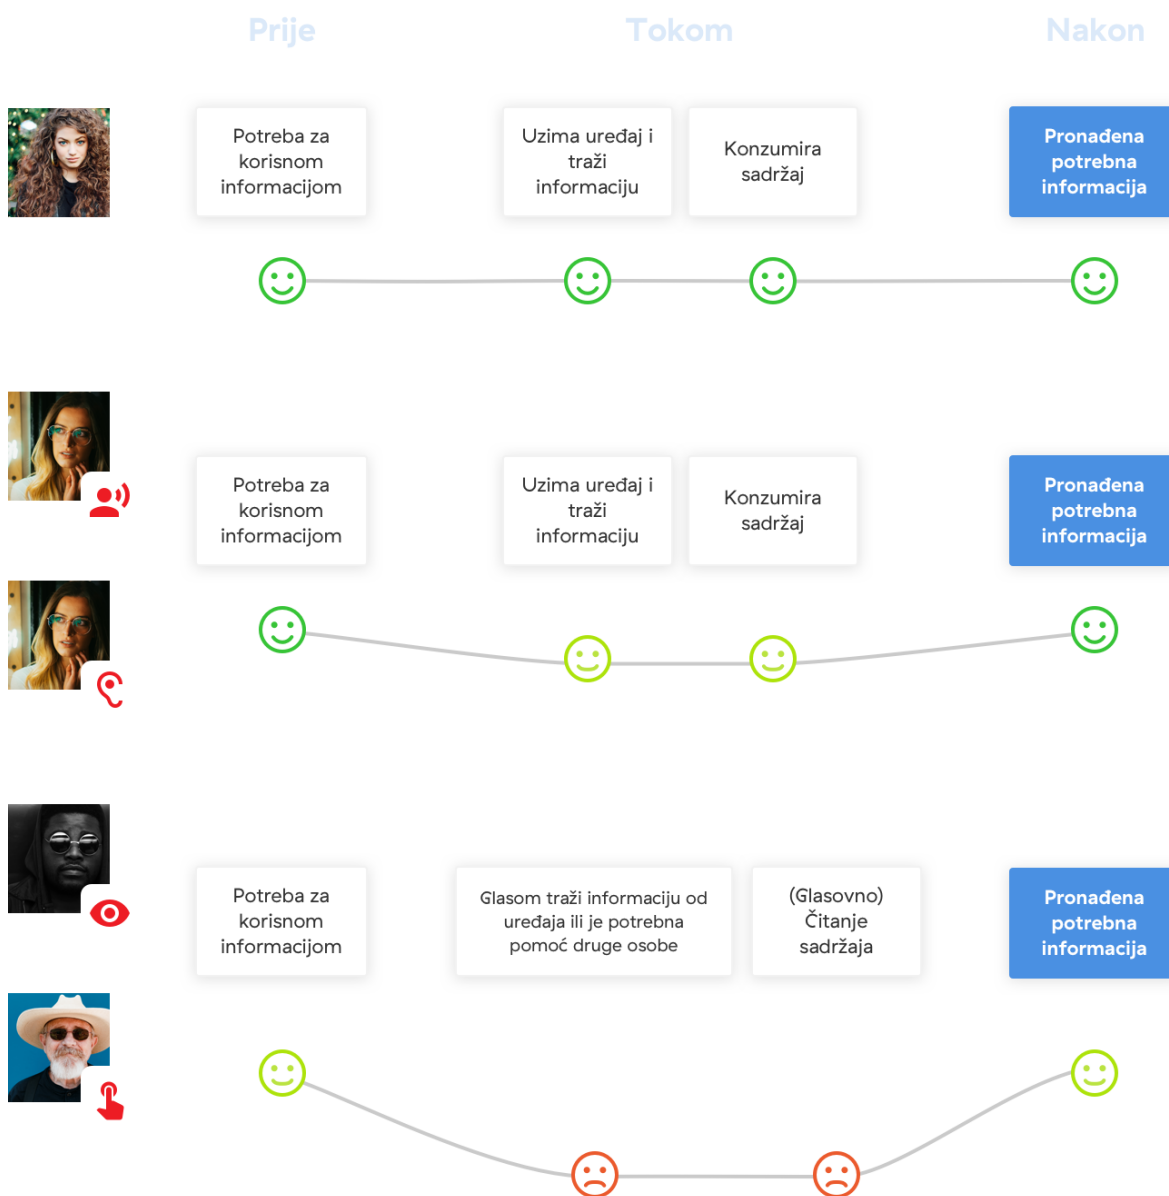 Prije
Tokom
Nakon
Potreba za
korisnom
informacijom
Uzima uređaj i
traži
informaciju
Konzumira
sadržaj
Pronađena
potrebna
informacija
Potreba za
korisnom
informacijom
Uzima uređaj i
traži
informaciju
Konzumira
sadržaj
Pronađena
potrebna
informacija
Potreba za
korisnom
informacijom
Glasom traži informaciju od
uređaja ili je potrebna
pomoć druge osobe
(Glasovno)
Čitanje
sadržaja
Pronađena
potrebna
informacija